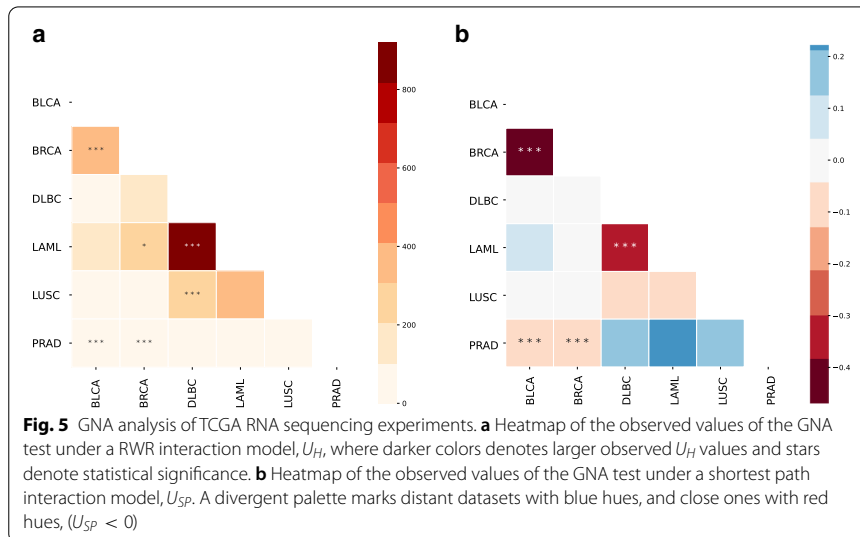 a
b
BLCA
BRCA
DLBC
LAML
LUSC
PRAD
***
*
***
***
***
***
BLCA
BRCA
DLBC
LAML
LUSC
PRAD
800
600
400
200
0
BLCA
BRCA
DLBC
LAML
LUSC
PRAD
***
***
***
***
BLCA
BRCA
DLBC
LAML
LUSC
PRAD
0.2
0.1
0.0
−0.1
−0.2
−0.3
−0.4
Fig. 5 GNA analysis of TCGA RNA sequencing experiments. a Heatmap of the observed values of the GNA
test under a RWR interaction model, U_H, where darker colors denotes larger observed U_H values and stars
denote statistical significance. b Heatmap of the observed values of the GNA test under a shortest path
interaction model, U_SP. A divergent palette marks distant datasets with blue hues, and close ones with red
hues, (U_SP < 0)